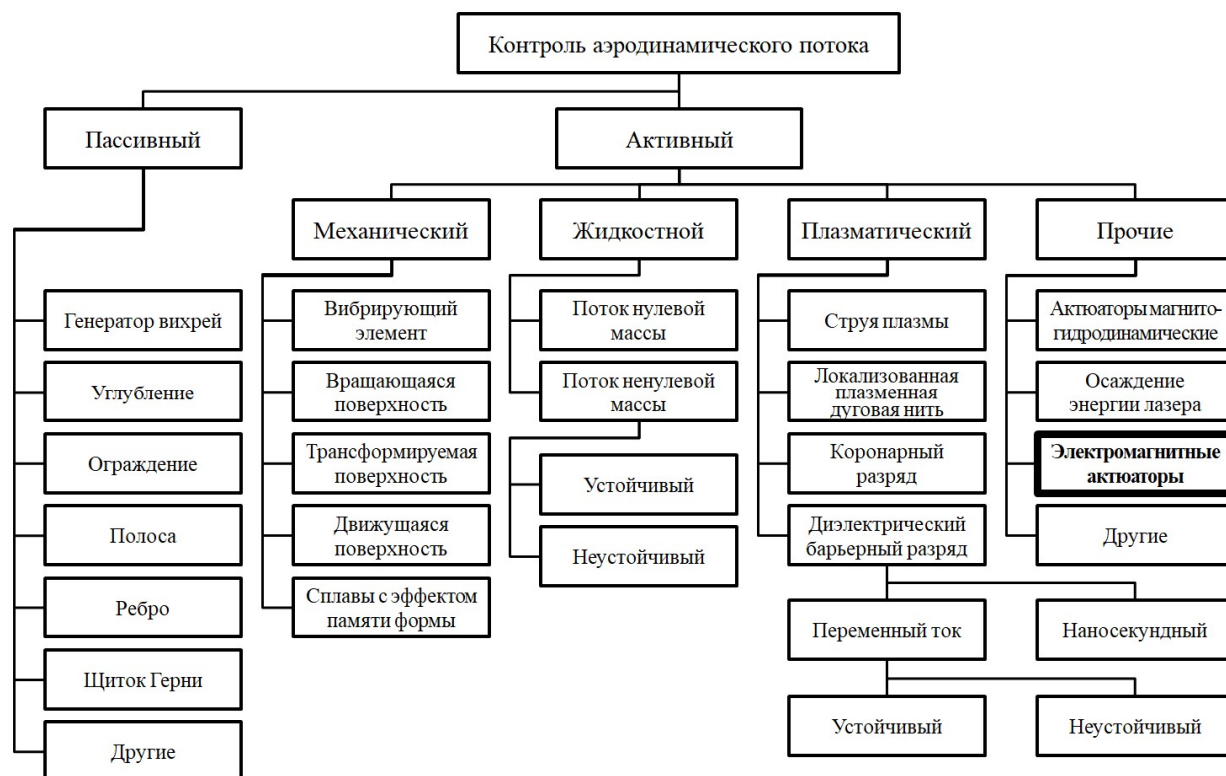 Контроль аэродинамического потока
Пассивный
Активный
Механический
Жидкостной
Плазматический
Прочие
Генератор вихрей
Углубление
Ограждение
Полоса
Ребро
Щиток Герни
Другие
Вибрирующий
элемент
Вращающаяся
поверхность
Трансформируемая
поверхность
Движущаяся
поверхность
Сплавы с эффектом
памяти формы
Поток нулевой
массы
Поток ненулевой
массы
Устойчивый
Неустойчивый
Струя плазмы
Локализованная
плазменная
дуговая нить
Коронарный
разряд
Диэлектрический
барьерный разряд
Переменный ток
Наносекундный
Устойчивый
Неустойчивый
Актюаторы магнито-
гидродинамические
Осаждение
энергии лазера
Электромагнитные
актюаторы
Другие